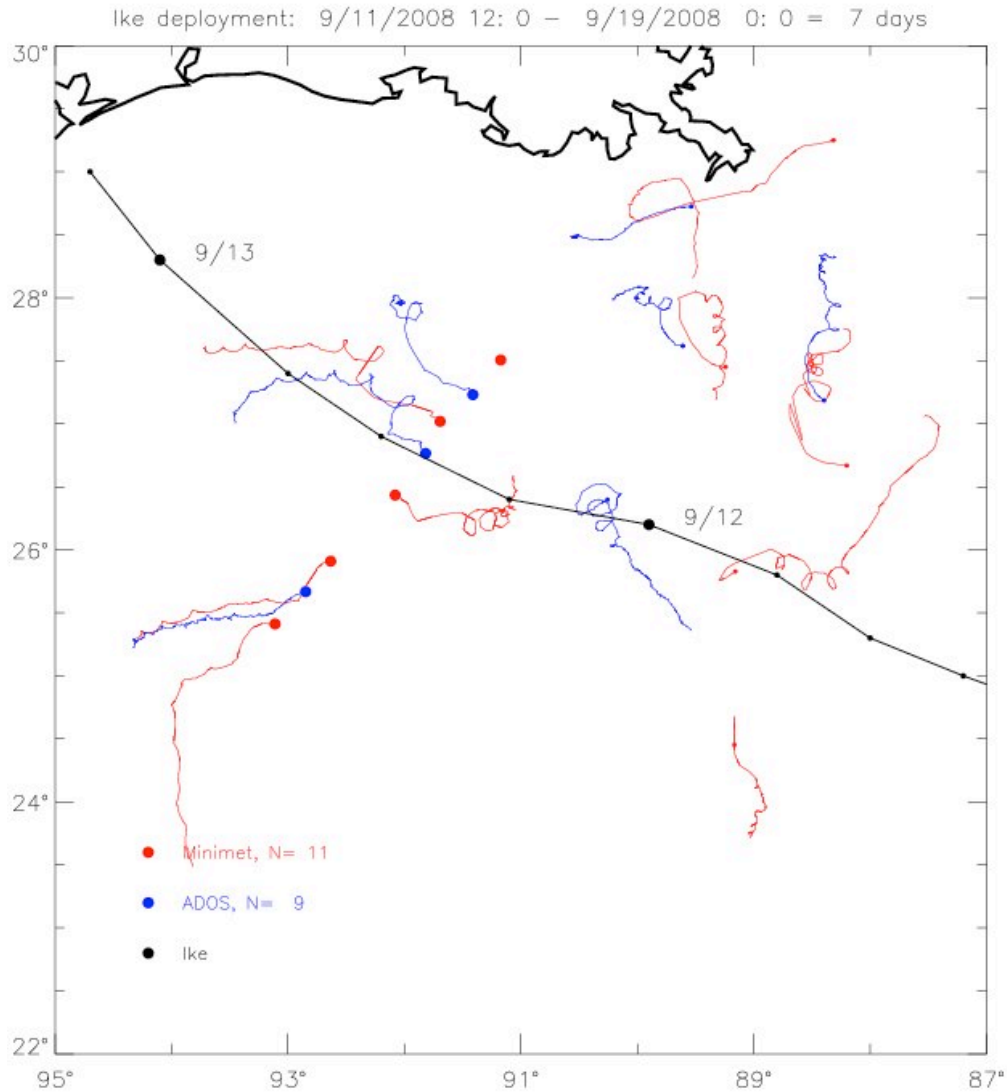 Ike deployment: 9/11/2008 12: 0 – 9/19/2008 0: 0 = 7 days
30°
28°
26°
24°
22°
9/13
9/12
Minimet, N= 11
ADOS, N= 9
Ike
95° 93° 91° 89° 87°